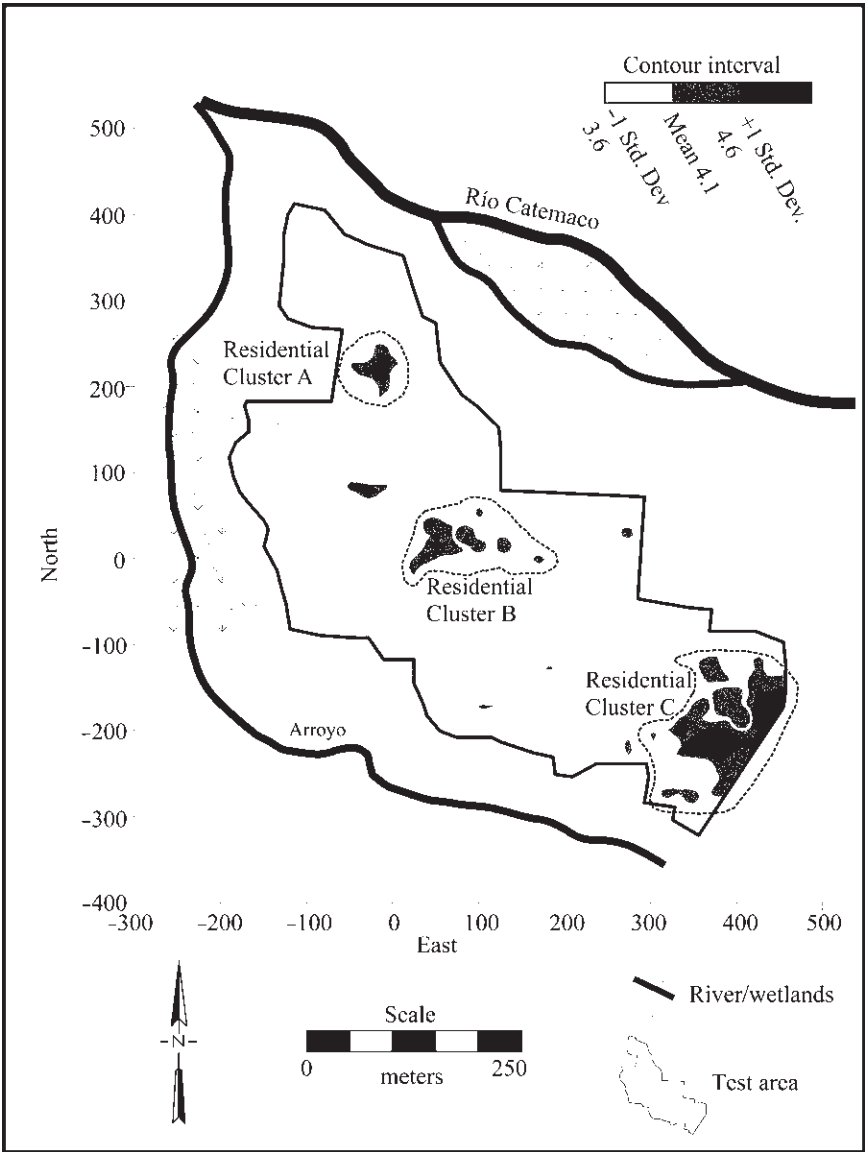 Contour interval
-1 Std. Dev
3.6
Mean 4.1
+1 Std. Dev.
4.6
500
400
300
200
100
0
-100
-200
-300
-400
North
Río Catemaco
Residential
Cluster A
Residential
Cluster B
Residential
Cluster C
Arroyo
-300 -200 -100 0 100 200 300 400 500
East
-N-
Scale
0 250
meters
River/wetlands
Test area